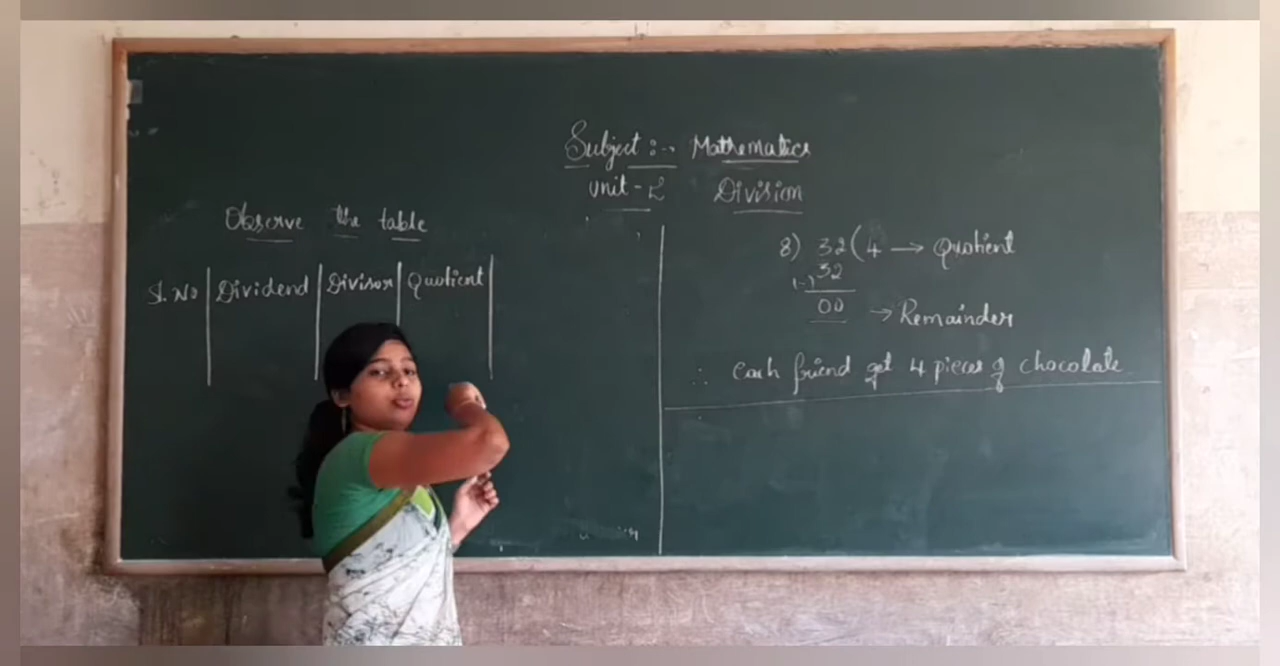 Subject :- Mathematics
Unit-2 Division
Observe the table
Sl. No Dividend Divisor Quotient
8) 32 ( 4 → Quotient
(-) 32
00 → Remainder
∴ each friend get 4 pieces of chocolate